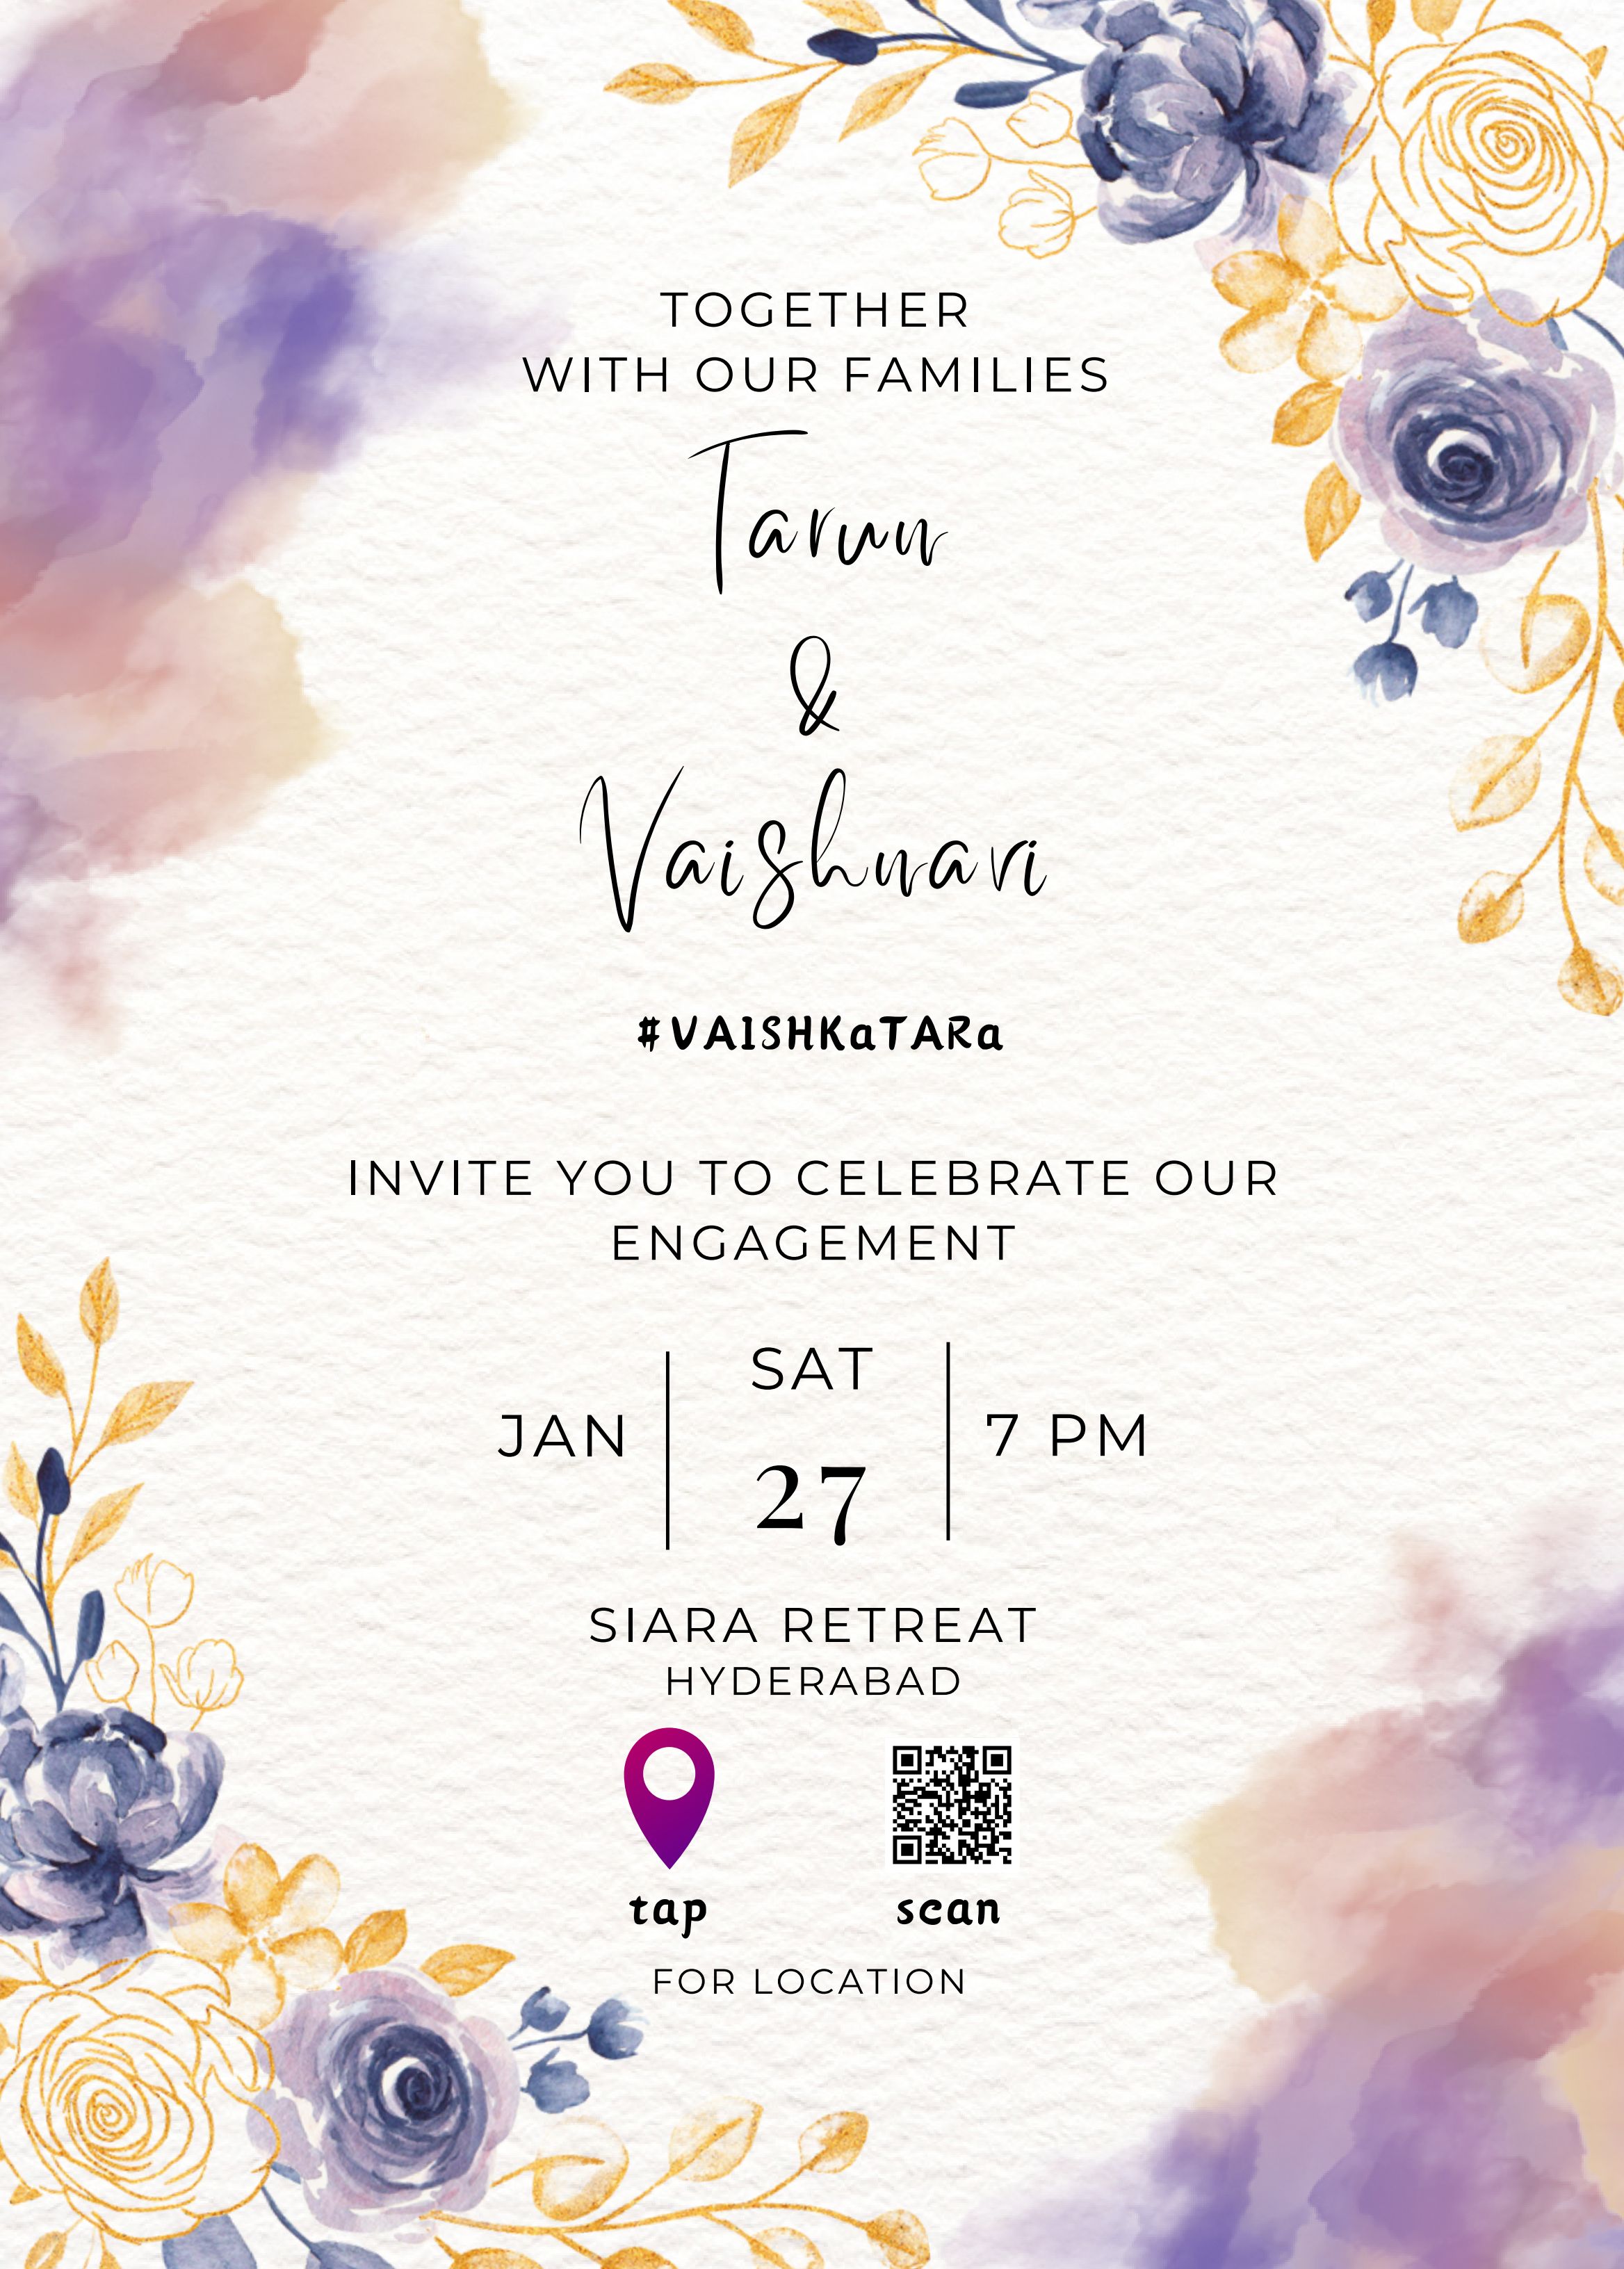 TOGETHER
WITH OUR FAMILIES
Tarun
&
Vaishnavi
#VAISHKaTARa
INVITE YOU TO CELEBRATE OUR
ENGAGEMENT
JAN
SAT
27
7 PM
SIARA RETREAT
HYDERABAD
tap
scan
FOR LOCATION